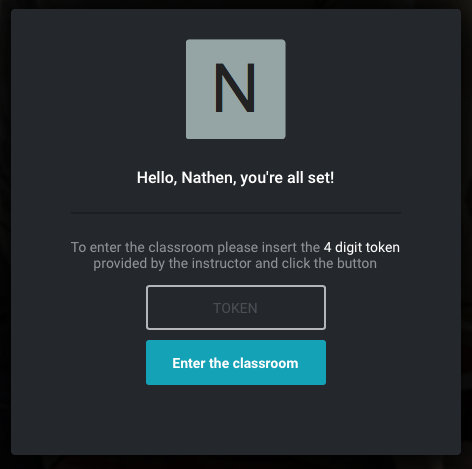 N
Hello, Nathen, you're all set!
To enter the classroom please insert the 4 digit token
provided by the instructor and click the button
TOKEN
Enter the classroom